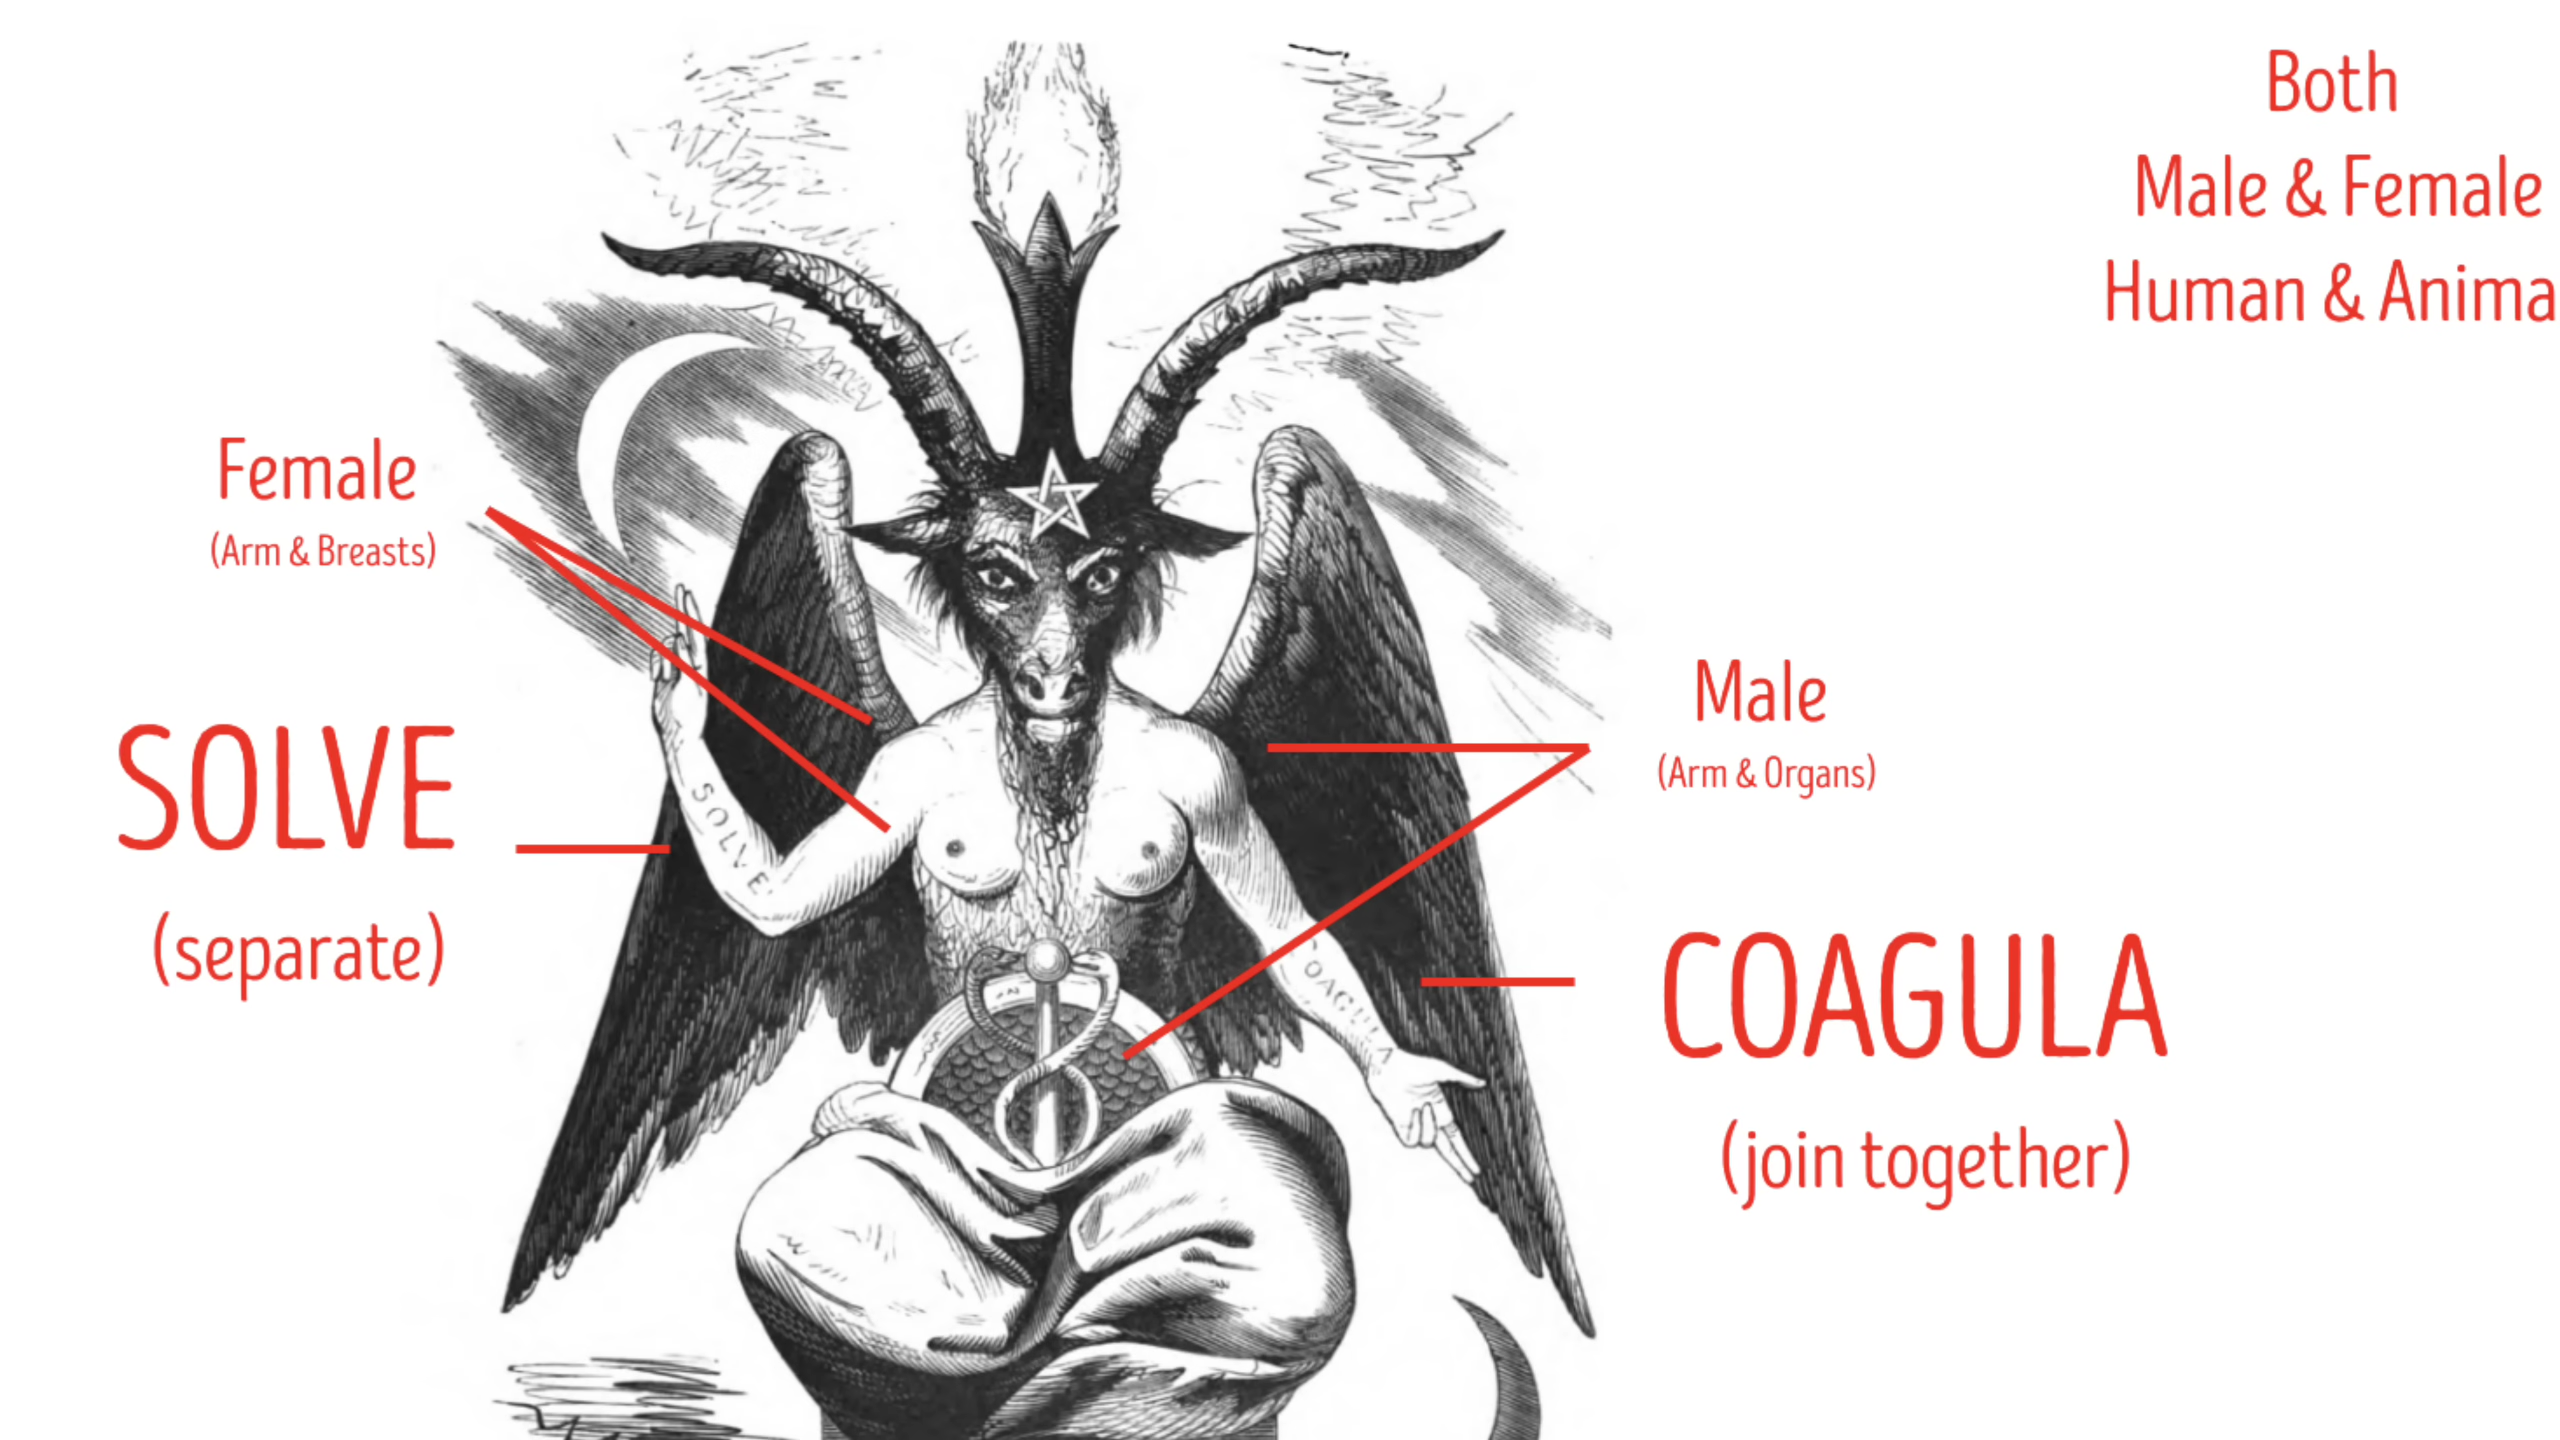 Both
Male & Female
Human & Anima
Female
(Arm & Breasts)
Male
(Arm & Organs)
SOLVE
(separate)
SOLVE
COAGULA
COAGULA
(join together)